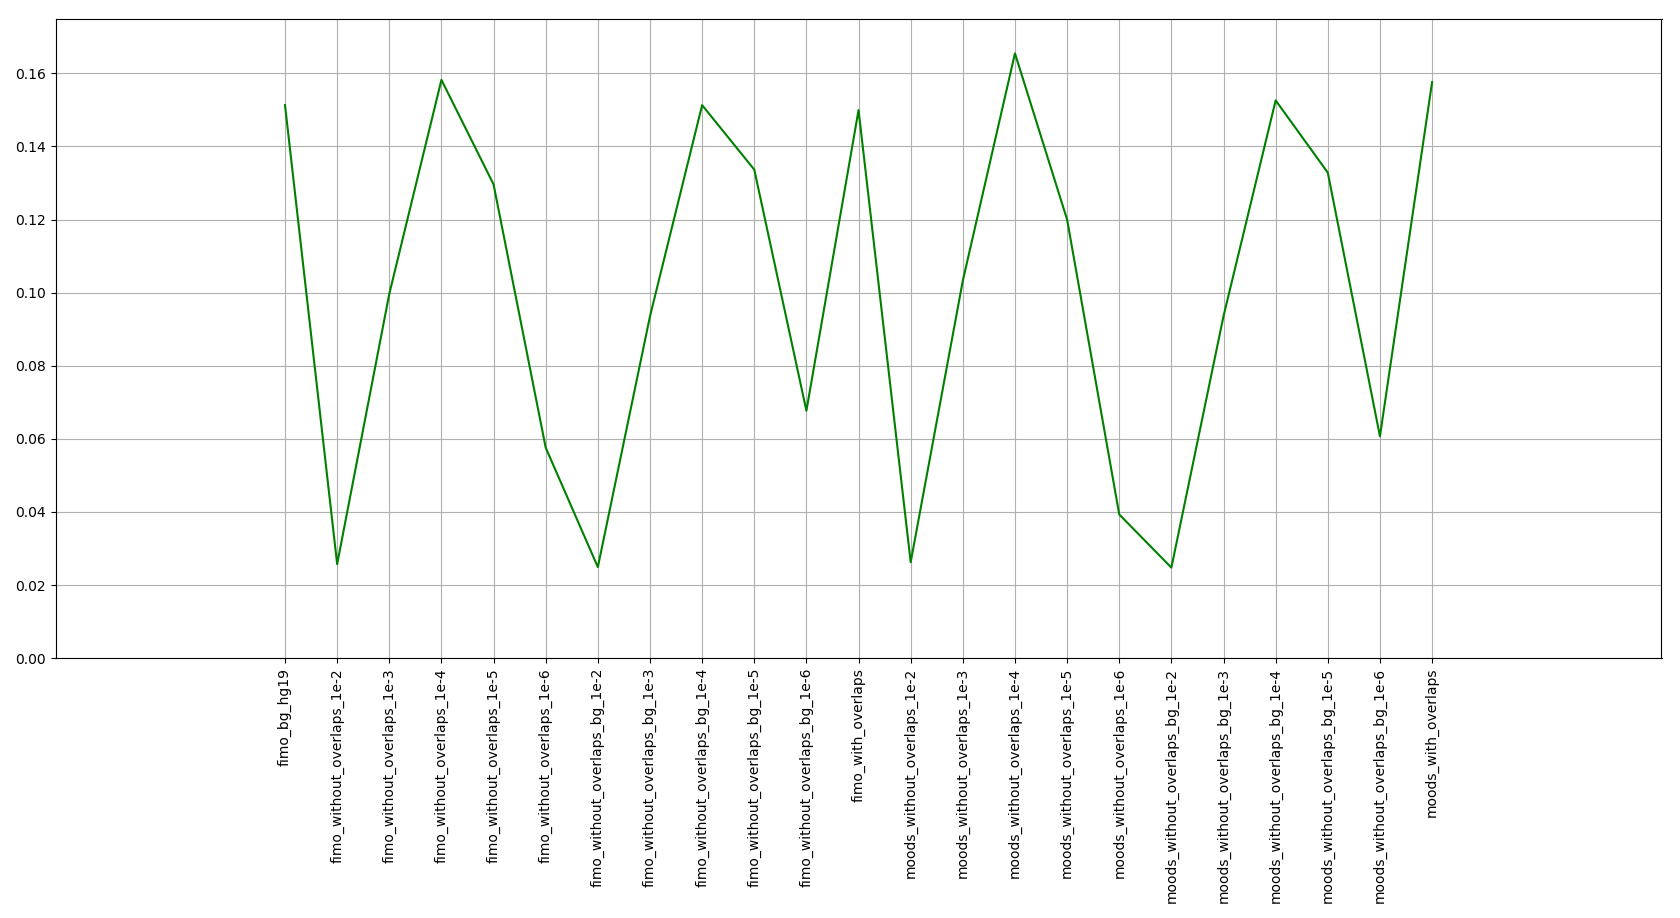 0.16
0.14
0.12
0.10
0.08
0.06
0.04
0.02
0.00
fimo_bg_hg19
fimo_without_overlaps_1e-2
fimo_without_overlaps_1e-3
fimo_without_overlaps_1e-4
fimo_without_overlaps_1e-5
fimo_without_overlaps_1e-6
fimo_without_overlaps_bg_1e-2
fimo_without_overlaps_bg_1e-3
fimo_without_overlaps_bg_1e-4
fimo_without_overlaps_bg_1e-5
fimo_without_overlaps_bg_1e-6
fimo_with_overlaps
moods_without_overlaps_1e-2
moods_without_overlaps_1e-3
moods_without_overlaps_1e-4
moods_without_overlaps_1e-5
moods_without_overlaps_1e-6
moods_without_overlaps_bg_1e-2
moods_without_overlaps_bg_1e-3
moods_without_overlaps_bg_1e-4
moods_without_overlaps_bg_1e-5
moods_without_overlaps_bg_1e-6
moods_with_overlaps